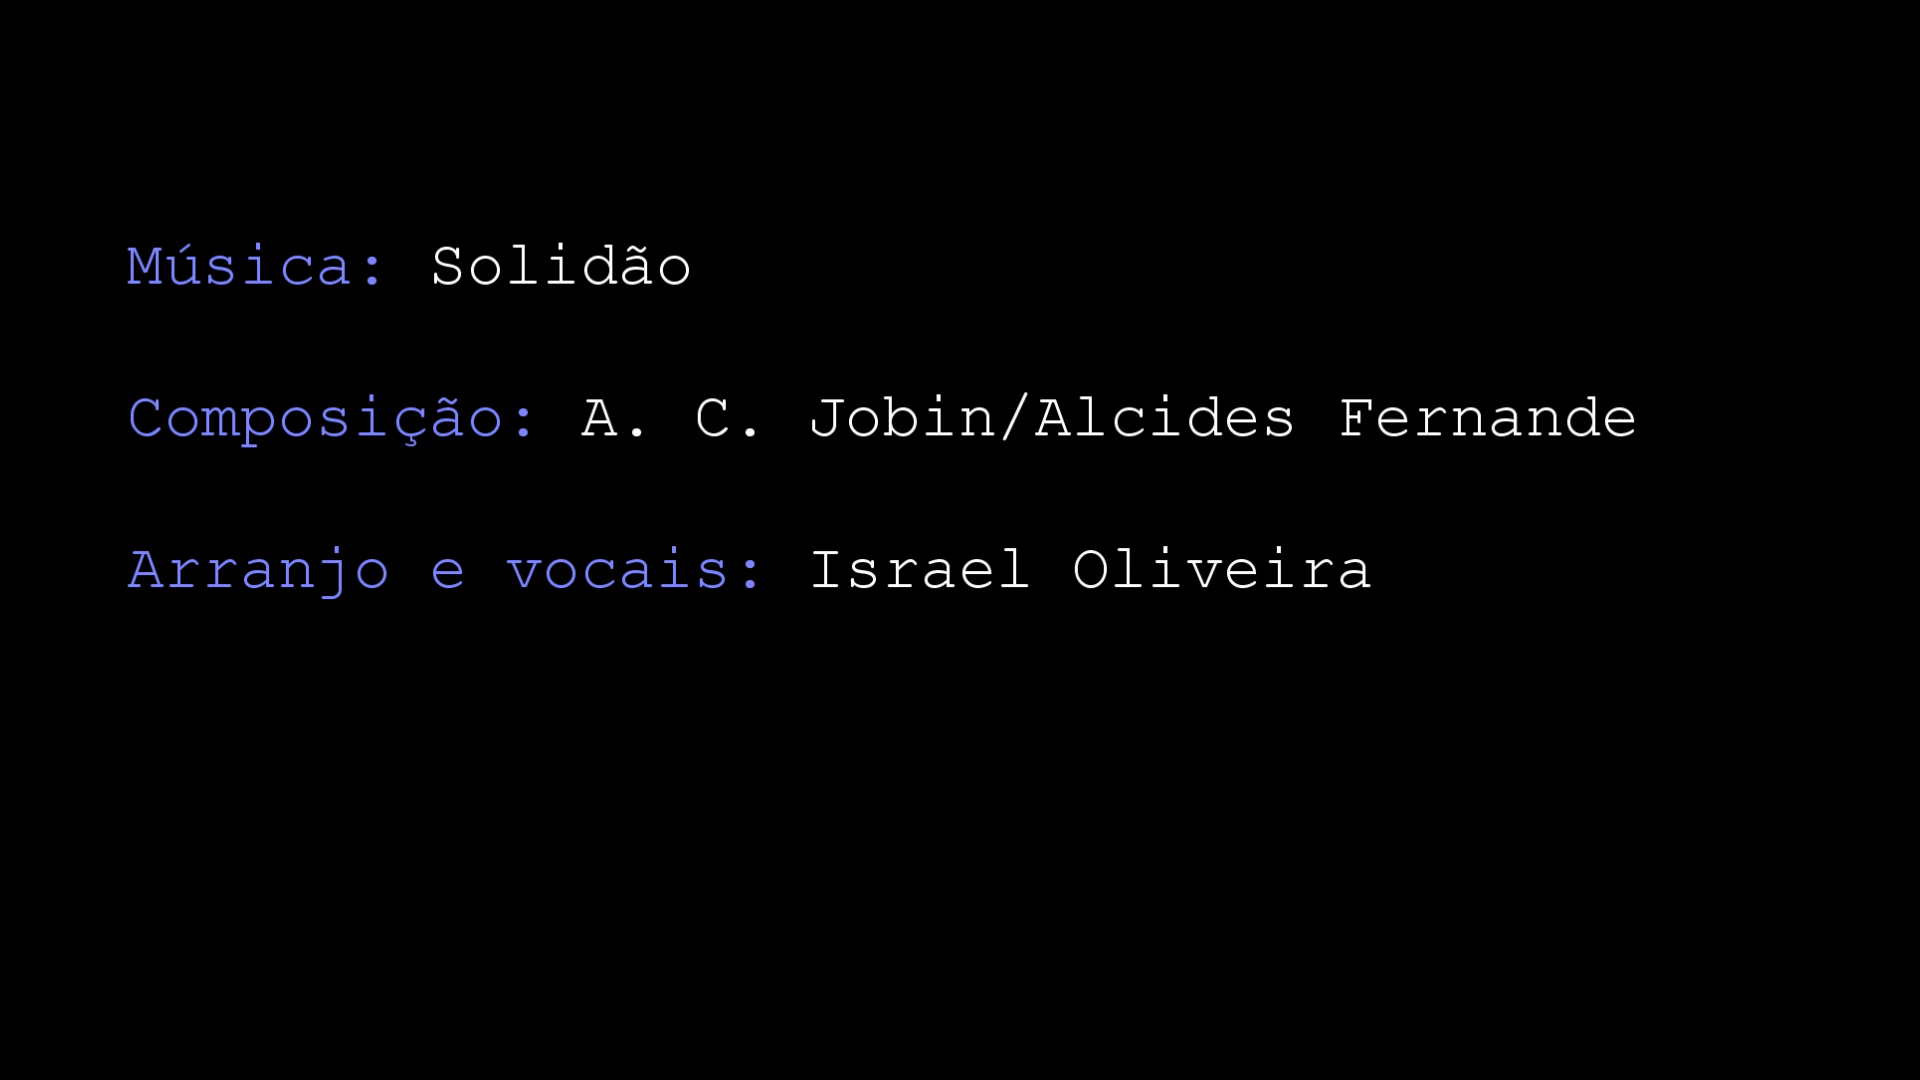 Música: Solidão
Composição: A. C. Jobin/Alcides Fernande
Arranjo e vocais: Israel Oliveira